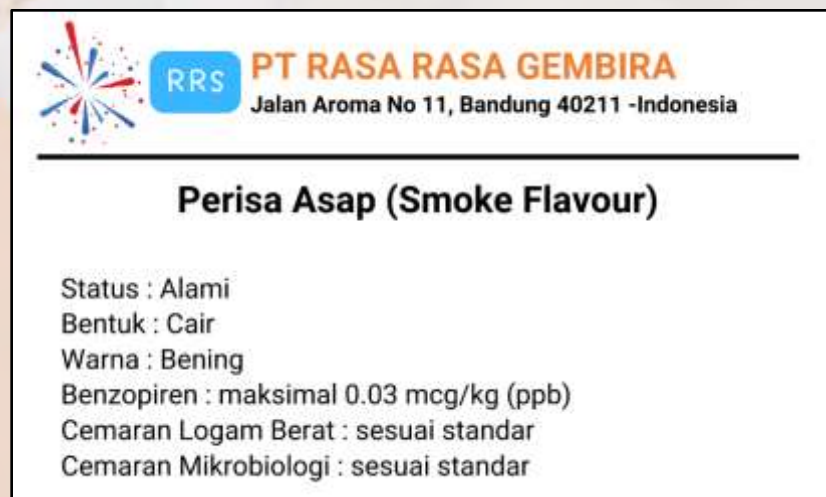 RRS
PT RASA RASA GEMBIRA
Jalan Aroma No 11, Bandung 40211 -Indonesia
Perisa Asap (Smoke Flavour)
Status : Alami
Bentuk : Cair
Warna : Bening
Benzopiren : maksimal 0.03 mcg/kg (ppb)
Cemaran Logam Berat : sesuai standar
Cemaran Mikrobiologi : sesuai standar